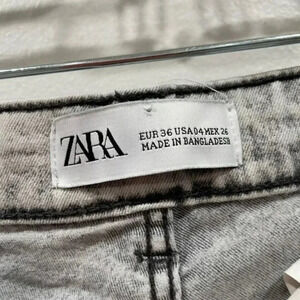 ZARA
EUR 36 USA 04 MEX 26
MADE IN BANGLADESH